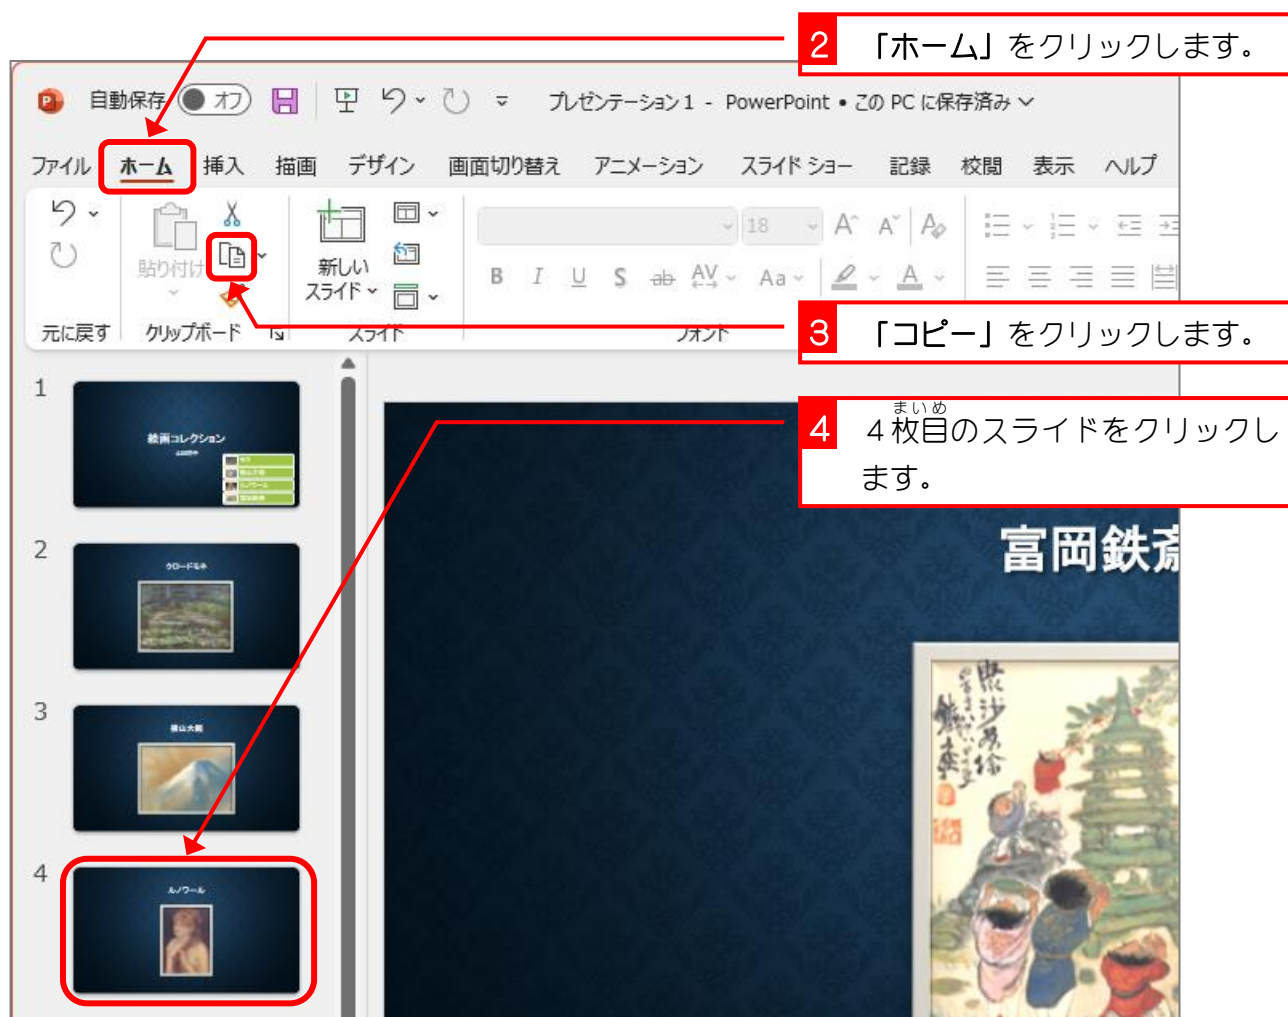 2 「ホーム」をクリックします。
自動保存 オフ プレゼンテーション1 - PowerPoint • この PC に保存済み
ファイル ホーム 挿入 描画 デザイン 画面切り替え アニメーション スライド ショー 記録 校閲 表示 ヘルプ
貼り付け
新しい
スライド
18 A A A
B I U S ab AV Aa A
元に戻す クリップボード スライド フォント
3 「コピー」をクリックします。
まいめ
4 4枚目のスライドをクリックし
ます。
1
絵画コレクション
2
クロードモネ
3
横山大観
4
ルノワール
富岡鉄斎